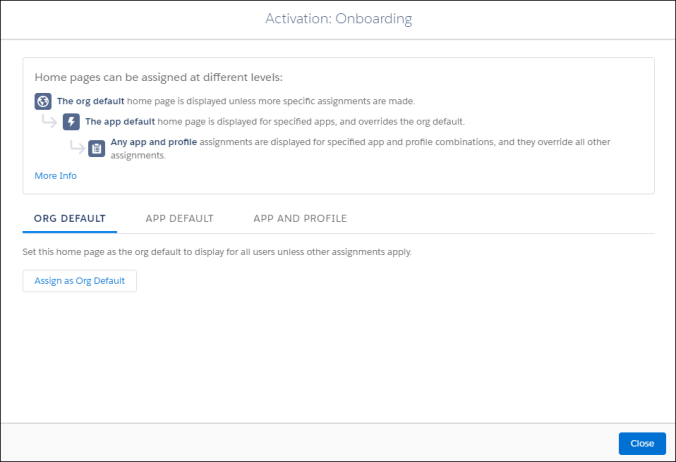 Activation: Onboarding
Home pages can be assigned at different levels:
The org default home page is displayed unless more specific assignments are made.
The app default home page is displayed for specified apps, and overrides the org default.
Any app and profile assignments are displayed for specified app and profile combinations, and they override all other
assignments.
More Info
ORG DEFAULT APP DEFAULT APP AND PROFILE
Set this home page as the org default to display for all users unless other assignments apply.
Assign as Org Default
Close